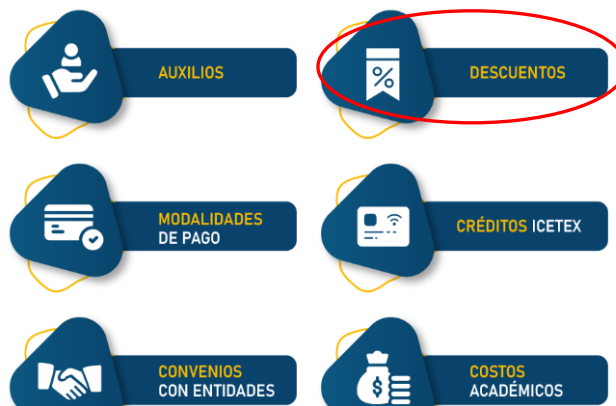 AUXILIOS
DESCUENTOS
MODALIDADES
DE PAGO
CRÉDITOS ICETEX
CONVENIOS
CON ENTIDADES
COSTOS
ACADÉMICOS